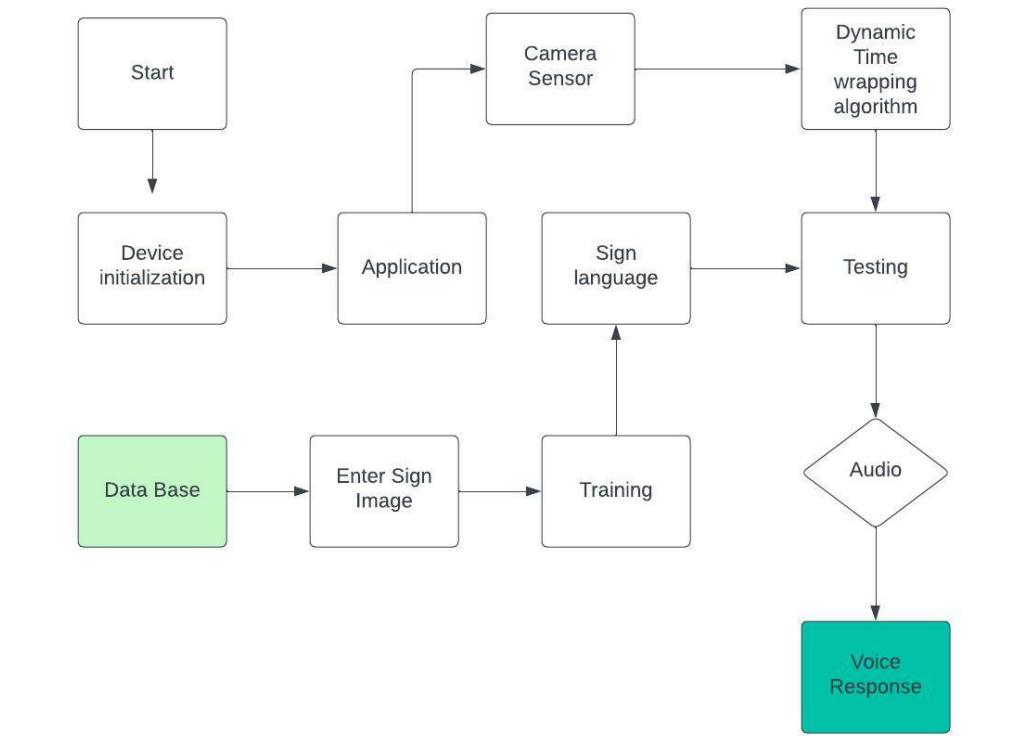 Start
Camera
Sensor
Dynamic
Time
wrapping
algorithm
Device
initialization
Application
Sign
language
Testing
Data Base
Enter Sign
Image
Training
Audio
Voice
Response